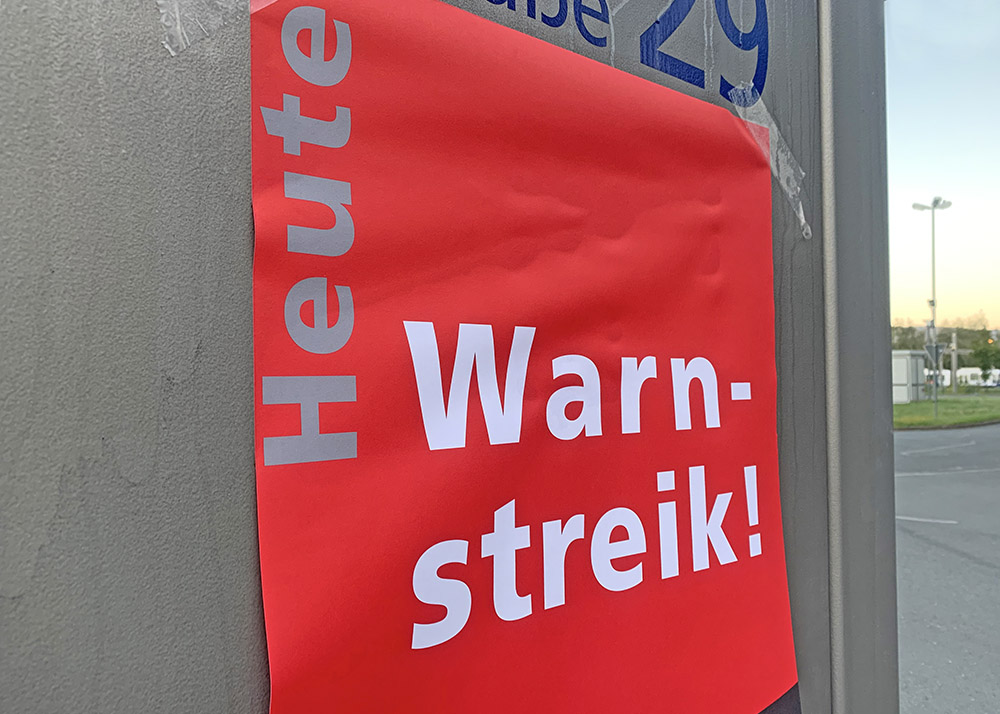 29
Heute
Warn-
streik!